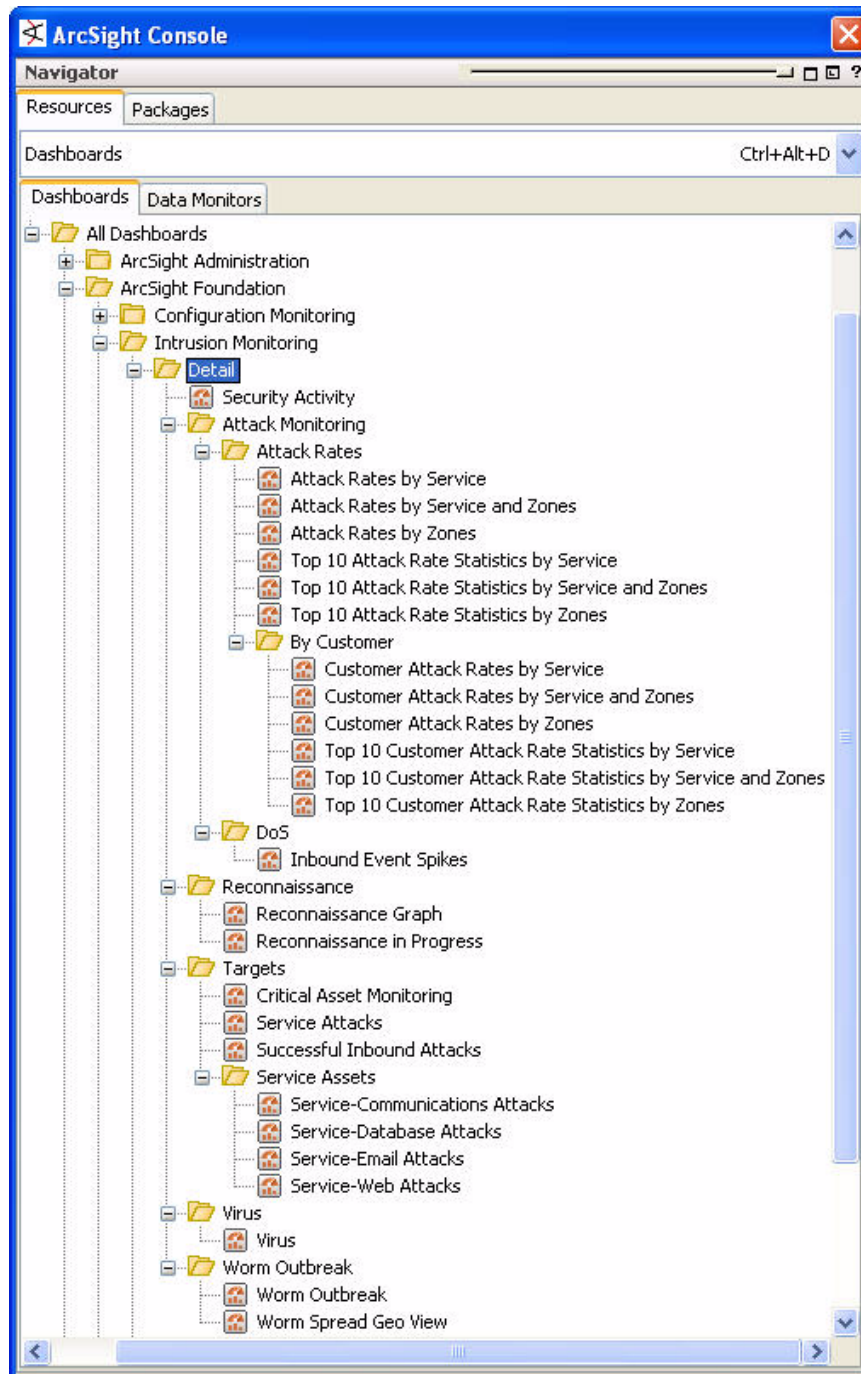 ArcSight Console
Navigator ?
Resources Packages
Dashboards Ctrl+Alt+D
Dashboards Data Monitors
All Dashboards
ArcSight Administration
ArcSight Foundation
Configuration Monitoring
Intrusion Monitoring
Detail
Security Activity
Attack Monitoring
Attack Rates
Attack Rates by Service
Attack Rates by Service and Zones
Attack Rates by Zones
Top 10 Attack Rate Statistics by Service
Top 10 Attack Rate Statistics by Service and Zones
Top 10 Attack Rate Statistics by Zones
By Customer
Customer Attack Rates by Service
Customer Attack Rates by Service and Zones
Customer Attack Rates by Zones
Top 10 Customer Attack Rate Statistics by Service
Top 10 Customer Attack Rate Statistics by Service and Zones
Top 10 Customer Attack Rate Statistics by Zones
DoS
Inbound Event Spikes
Reconnaissance
Reconnaissance Graph
Reconnaissance in Progress
Targets
Critical Asset Monitoring
Service Attacks
Successful Inbound Attacks
Service Assets
Service-Communications Attacks
Service-Database Attacks
Service-Email Attacks
Service-Web Attacks
Virus
Virus
Worm Outbreak
Worm Outbreak
Worm Spread Geo View